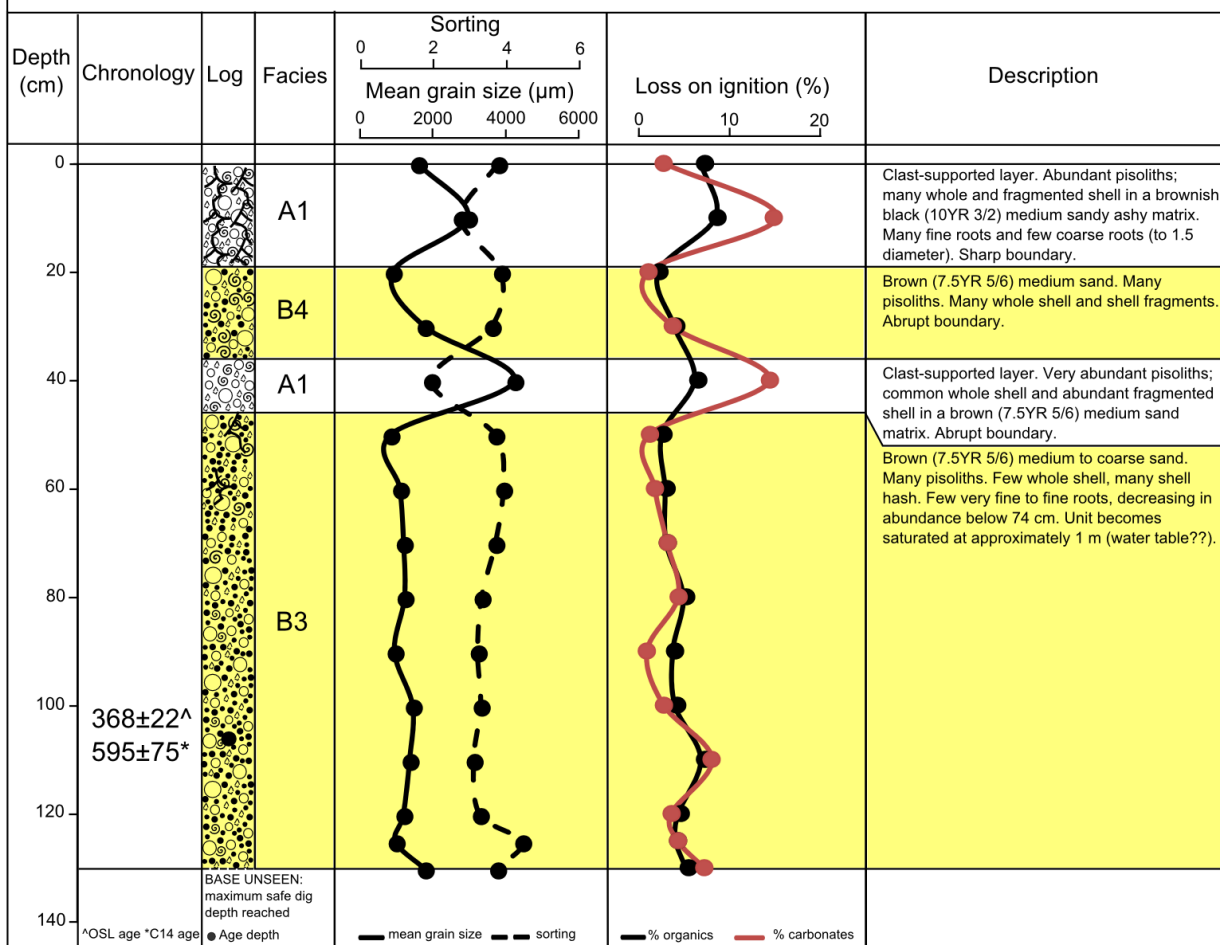 Sorting
0 2 4 6
Depth
(cm)
Chronology
Log
Facies
Mean grain size (µm)
0 2000 4000 6000
Loss on ignition (%)
0 10 20
Description
0
20
40
60
80
100
120
140
368±22^
595±75*
A1
B4
A1
B3
Clast-supported layer. Abundant pisoliths;
many whole and fragmented shell in a brownish
black (10YR 3/2) medium sandy ashy matrix.
Many fine roots and few coarse roots (to 1.5
diameter). Sharp boundary.
Brown (7.5YR 5/6) medium sand. Many
pisoliths. Many whole shell and shell fragments.
Abrupt boundary.
Clast-supported layer. Very abundant pisoliths;
common whole shell and abundant fragmented
shell in a brown (7.5YR 5/6) medium sand
matrix. Abrupt boundary.
Brown (7.5YR 5/6) medium to coarse sand.
Many pisoliths. Few whole shell, many shell
hash. Few very fine to fine roots, decreasing in
abundance below 74 cm. Unit becomes
saturated at approximately 1 m (water table??).
BASE UNSEEN:
maximum safe dig
depth reached
^OSL age *C14 age
Age depth
mean grain size
sorting
% organics
% carbonates